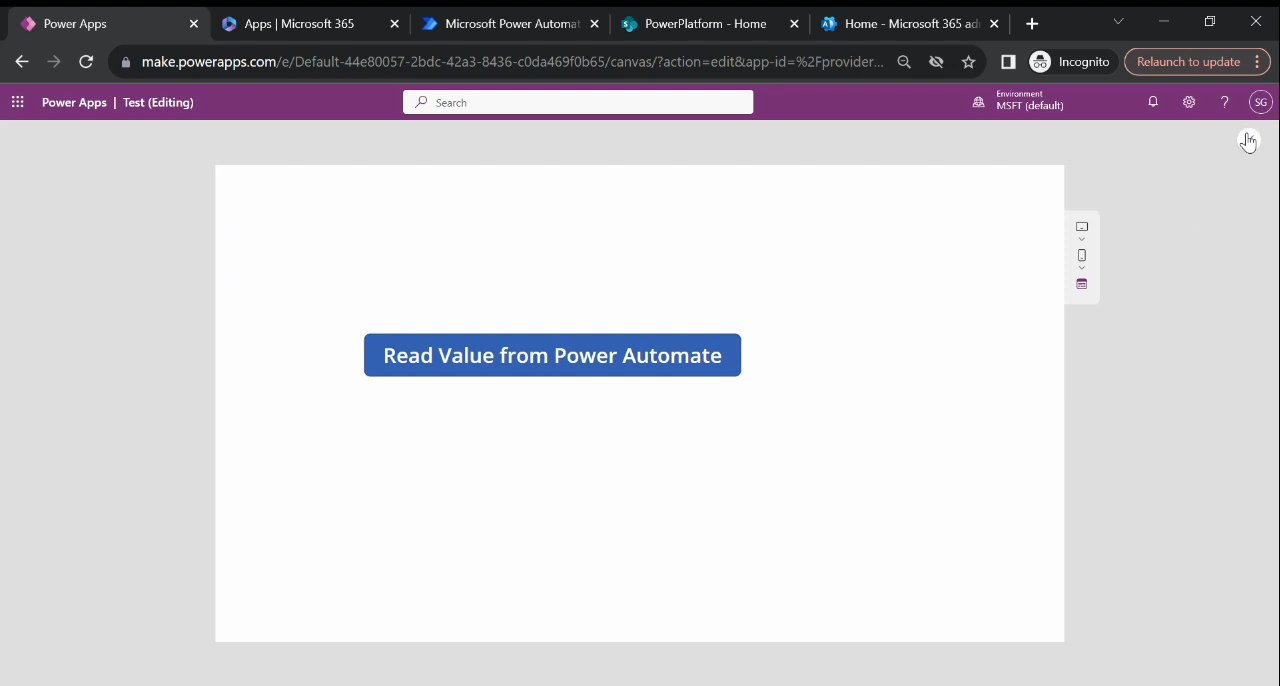 Power Apps
Apps | Microsoft 365
Microsoft Power Automat
PowerPlatform - Home
Home - Microsoft 365 ad
make.powerapps.com/e/Default-44e80057-2bdc-42a3-8436-c0da469f0b65/canvas/?action=edit&app-id=%2Fprovider...
Incognito
Relaunch to update
Power Apps | Test (Editing)
Search
Environment
MSFT (default)
?
SG
Read Value from Power Automate